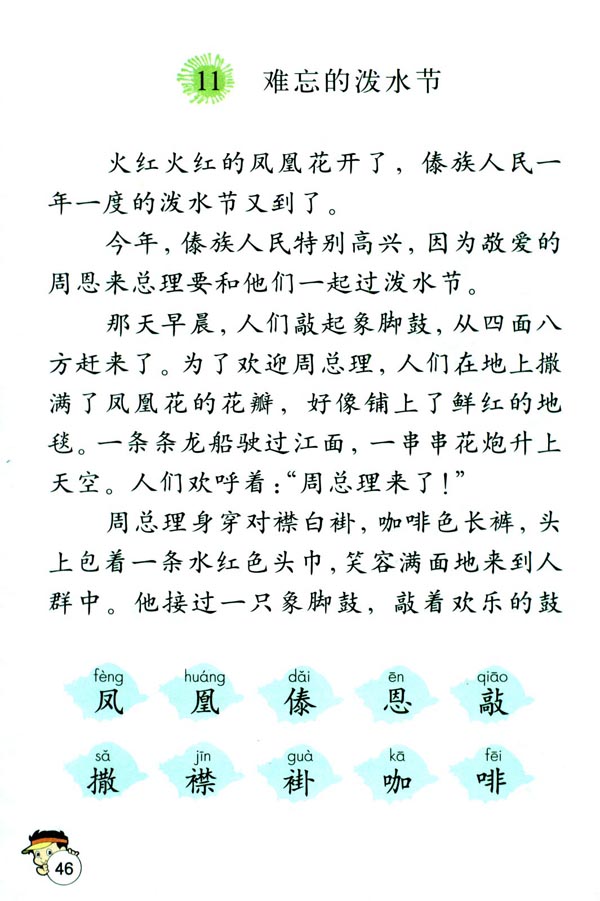 11 难忘的泼水节
火红火红的凤凰花开了，傣族人民一
年一度的泼水节又到了。
今年，傣族人民特别高兴，因为敬爱的
周恩来总理要和他们一起过泼水节。
那天早晨，人们敲起象脚鼓，从四面八
方赶来了。为了欢迎周总理，人们在地上撒
满了凤凰花的花瓣，好像铺上了鲜红的地
毯。一条条龙船驶过江面，一串串花炮升上
天空。人们欢呼着：“周总理来了！”
周总理身穿对襟白褂，咖啡色长裤，头
上包着一条水红色头巾，笑容满面地来到人
群中。他接过一只象脚鼓，敲着欢乐的鼓
fèng huáng dǎi ēn qiāo
凤 凰 傣 恩 敲
sǎ jīn guà kā fēi
撒 襟 褂 咖 啡
46